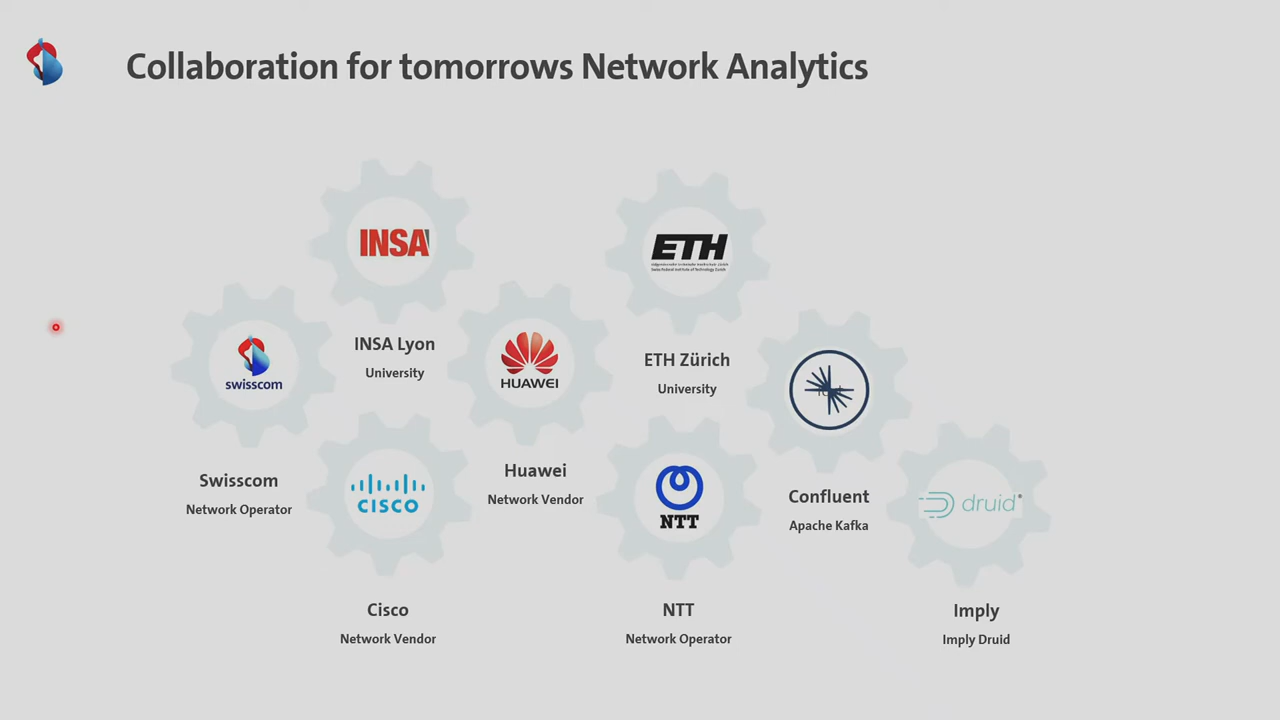 Collaboration for tomorrows Network Analytics
INSA
ETH
swisscom
INSA Lyon
University
HUAWEI
ETH Zürich
University
Swisscom
Network Operator
CISCO
Huawei
Network Vendor
NTT
Confluent
Apache Kafka
druid
Cisco
Network Vendor
NTT
Network Operator
Imply
Imply Druid